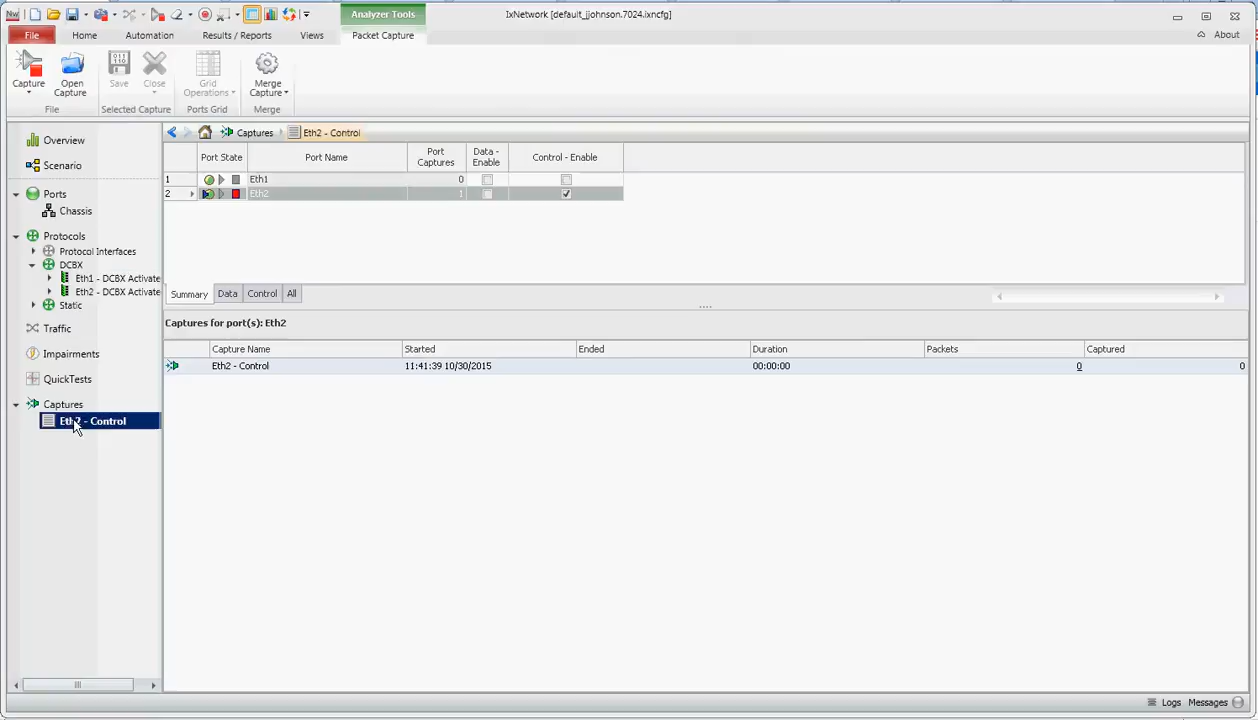 Nw Analyzer Tools IxNetwork [default_jjohnson.7024.ixncfg]
File Home Automation Results / Reports Views Packet Capture About
Capture Open Capture Save Close Grid Operations Merge Capture
File Selected Capture Ports Grid Merge
Overview
Scenario
Ports
Chassis
Protocols
Protocol Interfaces
DCBX
Eth1 - DCBX Activate
Eth2 - DCBX Activate
Static
Traffic
Impairments
QuickTests
Captures
Eth2 - Control
Captures Eth2 - Control
Port State Port Name Port Captures Data - Enable Control - Enable
1 Eth1 0
2 Eth2 1
Summary Data Control All
Captures for port(s): Eth2
Capture Name Started Ended Duration Packets Captured
Eth2 - Control 11:41:39 10/30/2015 00:00:00 0 0
Logs Messages